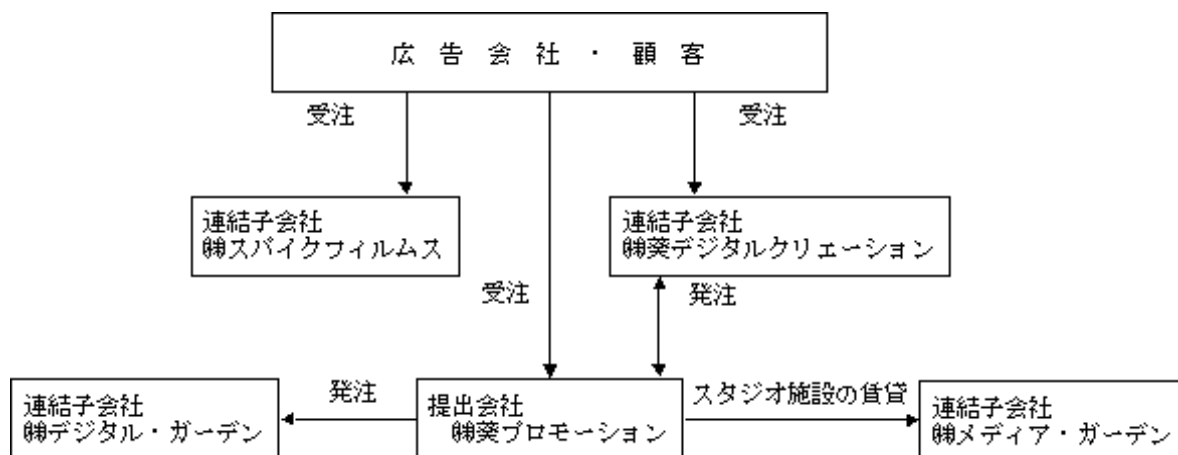 広告会社・顧客
受注
受注
連結子会社
㈱スパイクフィルムス
連結子会社
㈱葵デジタルクリエーション
受注
発注
連結子会社
㈱デジタル・ガーデン
発注
提出会社
㈱葵プロモーション
スタジオ施設の賃貸
連結子会社
㈱メディア・ガーデン